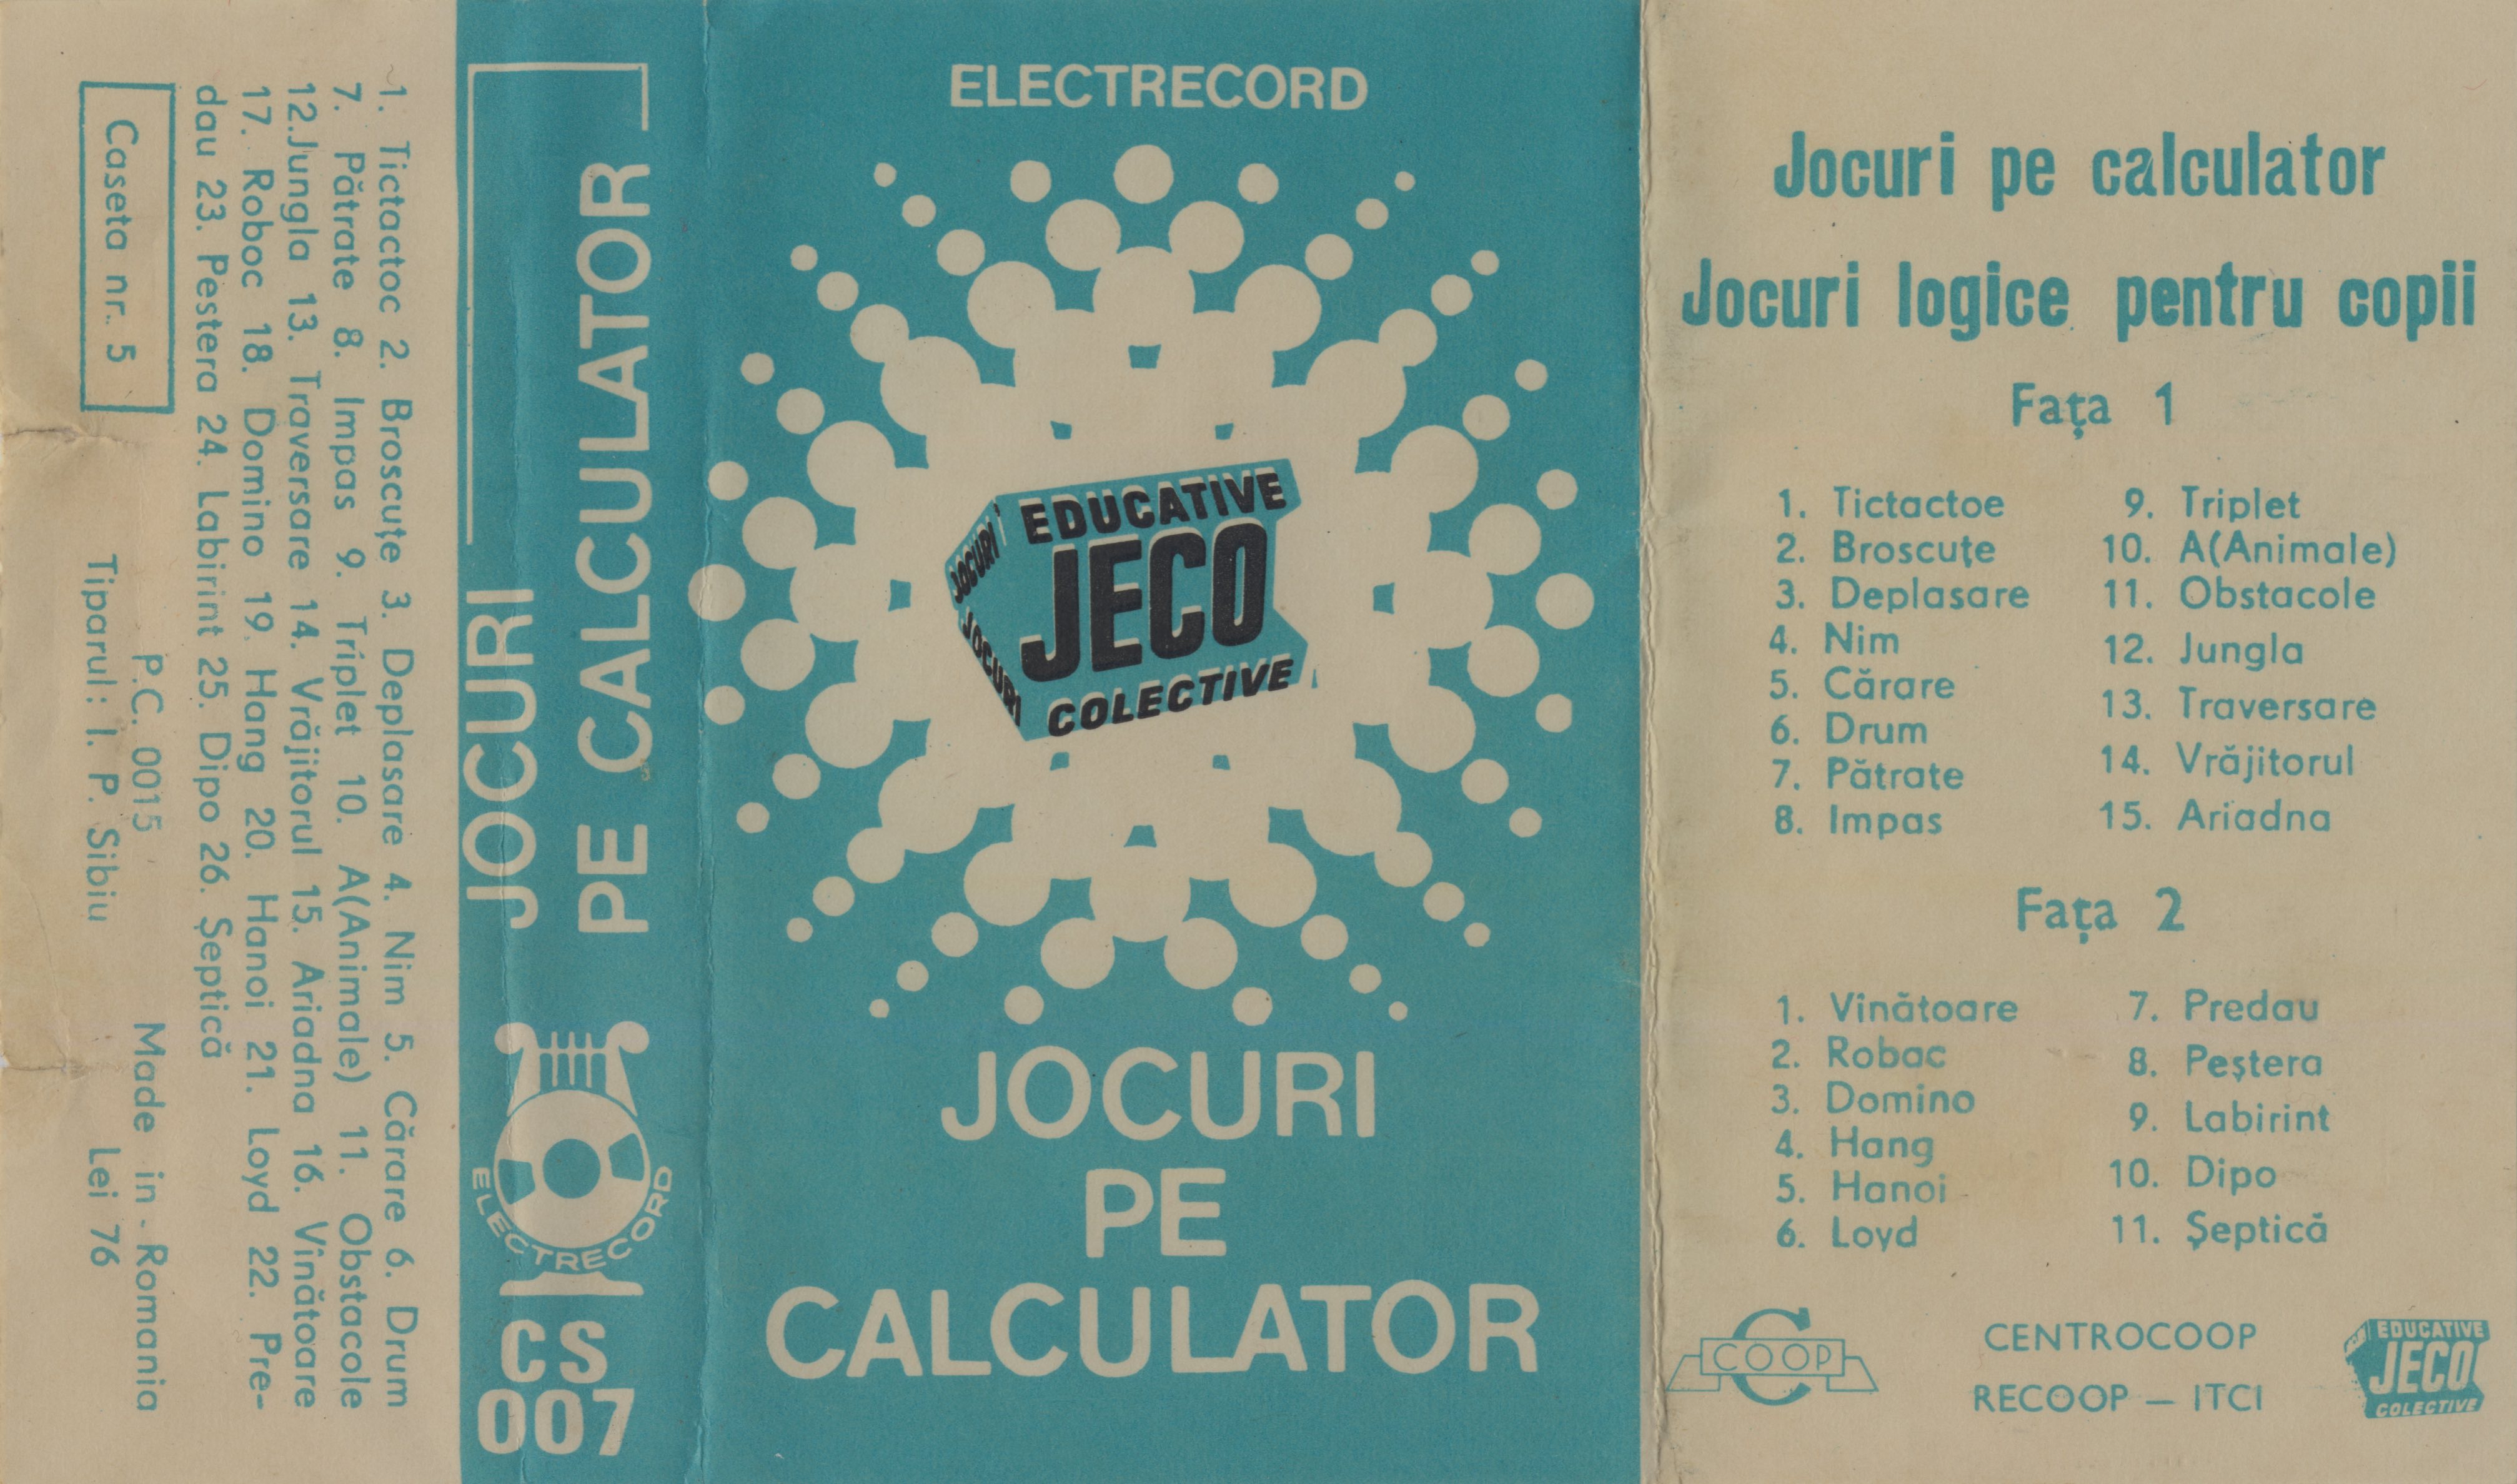 1. Tictactoc 2. Broscuțe 3. Deplasare 4. Nim 5. Cărare 6. Drum
7. Pătrate 8. Impas 9. Triplet 10. A(Animale) 11. Obstacole
12.Jungla 13. Traversare 14. Vrăjitorul 15. Ariadna 16. Vînătoare
17. Roboc 18. Domino 19. Hang 20. Hanoi 21. Loyd 22. Pre-
dau 23. Pestera 24. Labirint 25. Dipo 26. Șeptică
P.C. 0015 Made in - Romania
Caseta nr. 5
Tiparul: I. P. Sibiu Lei 76
JOCURI
PE CALCULATOR
ELECTRECORD
CS
007
ELECTRECORD
JOCURI EDUCATIVE
JECO
JOCURI COLECTIVE
JOCURI
PE
CALCULATOR
Jocuri pe calculator
Jocuri logice pentru copii
Fața 1
1. Tictactoe
2. Broscuțe
3. Deplasare
4. Nim
5. Cărare
6. Drum
7. Pătrate
8. Impas
9. Triplet
10. A(Animale)
11. Obstacole
12. Jungla
13. Traversare
14. Vrăjitorul
15. Ariadna
Fața 2
1. Vînătoare
2. Robac
3. Domino
4. Hang
5. Hanoi
6. Loyd
7. Predau
8. Peștera
9. Labirint
10. Dipo
11. Șeptică
COOP
CENTROCOOP
RECOOP — ITCI
EDUCATIVE
JECO
COLECTIVE